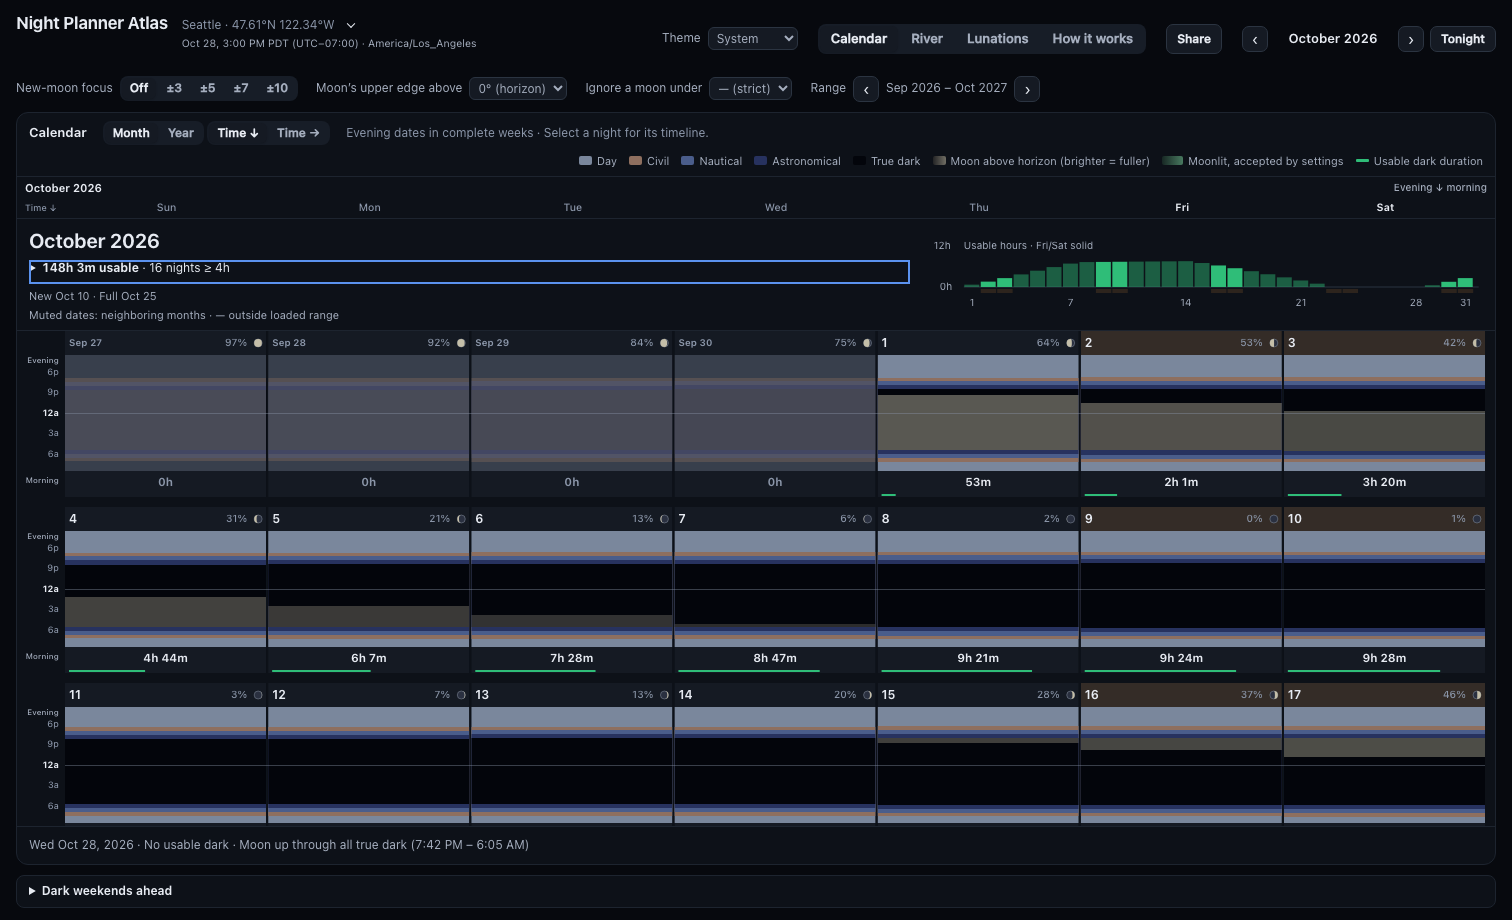 Night Planner Atlas
Seattle · 47.61°N 122.34°W
Oct 28, 3:00 PM PDT (UTC−07:00) · America/Los_Angeles
Theme System
Calendar River Lunations How it works
Share
‹ October 2026 › Tonight
New-moon focus Off ±3 ±5 ±7 ±10
Moon's upper edge above 0° (horizon)
Ignore a moon under — (strict)
Range ‹ Sep 2026 – Oct 2027 ›
Calendar Month Year Time ↓ Time → Evening dates in complete weeks · Select a night for its timeline.
Day Civil Nautical Astronomical True dark Moon above horizon (brighter = fuller) Moonlit, accepted by settings Usable dark duration
October 2026 Evening ↓ morning
Time ↓ Sun Mon Tue Wed Thu Fri Sat
October 2026
148h 3m usable · 16 nights ≥ 4h
New Oct 10 · Full Oct 25
Muted dates: neighboring months · — outside loaded range
12h Usable hours · Fri/Sat solid
0h
1 7 14 21 28 31
Sep 27 97% Sep 28 92% Sep 29 84% Sep 30 75% 1 64% 2 53% 3 42%
Evening
6p
9p
12a
3a
6a
Morning 0h 0h 0h 0h 53m 2h 1m 3h 20m
4 31% 5 21% 6 13% 7 6% 8 2% 9 0% 10 1%
Evening
6p
9p
12a
3a
6a
Morning 4h 44m 6h 7m 7h 28m 8h 47m 9h 21m 9h 24m 9h 28m
11 3% 12 7% 13 13% 14 20% 15 28% 16 37% 17 46%
Evening
6p
9p
12a
3a
6a
Wed Oct 28, 2026 · No usable dark · Moon up through all true dark (7:42 PM – 6:05 AM)
Dark weekends ahead